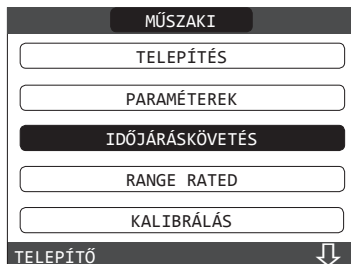 MŰSZAKI
TELEPÍTÉS
PARAMÉTEREK
IDŐJÁRÁSKÖVETÉS
RANGE RATED
KALIBRÁLÁS
TELEPÍTŐ